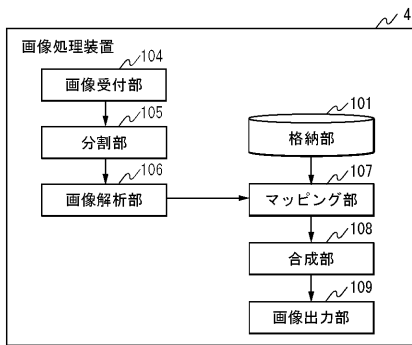 4
画像処理装置
104
画像受付部
105
分割部
106
画像解析部
101
格納部
107
マッピング部
108
合成部
109
画像出力部